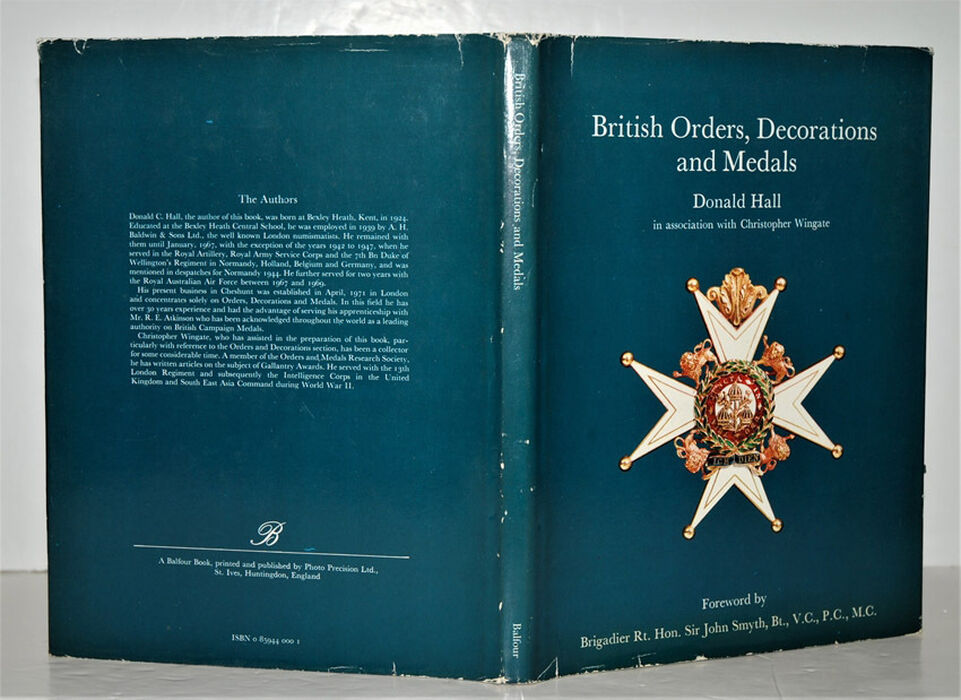 The Authors
Donald C. Hall, the author of this book, was born at Bexley Heath, Kent, in 1924.
Educated at the Bexley Heath Central School, he was employed in 1939 by A. H.
Baldwin & Sons Ltd., the well known London numismatists. He remained with
them until January, 1967, with the exception of the years 1942 to 1947, when he
served in the Royal Artillery, Royal Army Service Corps and the 7th Bn Duke of
Wellington's Regiment in Normandy, Holland, Belgium and Germany, and was
mentioned in despatches for Normandy 1944. He further served for two years with
the Royal Australian Air Force between 1967 and 1969.
His present business in Cheshunt was established in April, 1971 in London
and concentrates solely on Orders, Decorations and Medals. In this field he has
over 30 years experience and had the advantage of serving his apprenticeship with
Mr. R. E. Atkinson who has been acknowledged throughout the world as a leading
authority on British Campaign Medals.
Christopher Wingate, who has assisted in the preparation of this book, par-
ticularly with reference to the Orders and Decorations section, has been a collector
for some considerable time. A member of the Orders and Medals Research Society,
he has written articles on the subject of Gallantry Awards. He served with the 13th
London Regiment and subsequently the Intelligence Corps in the United
Kingdom and South East Asia Command during World War II.
B
A Balfour Book, printed and published by Photo Precision Ltd.,
St. Ives, Huntingdon, England
ISBN 0 85944 000 1
British Orders, Decorations and Medals
Balfour
British Orders, Decorations
and Medals
Donald Hall
in association with Christopher Wingate
ICH DIEN
Foreword by
Brigadier Rt. Hon. Sir John Smyth, Bt., V.C., P.C., M.C.